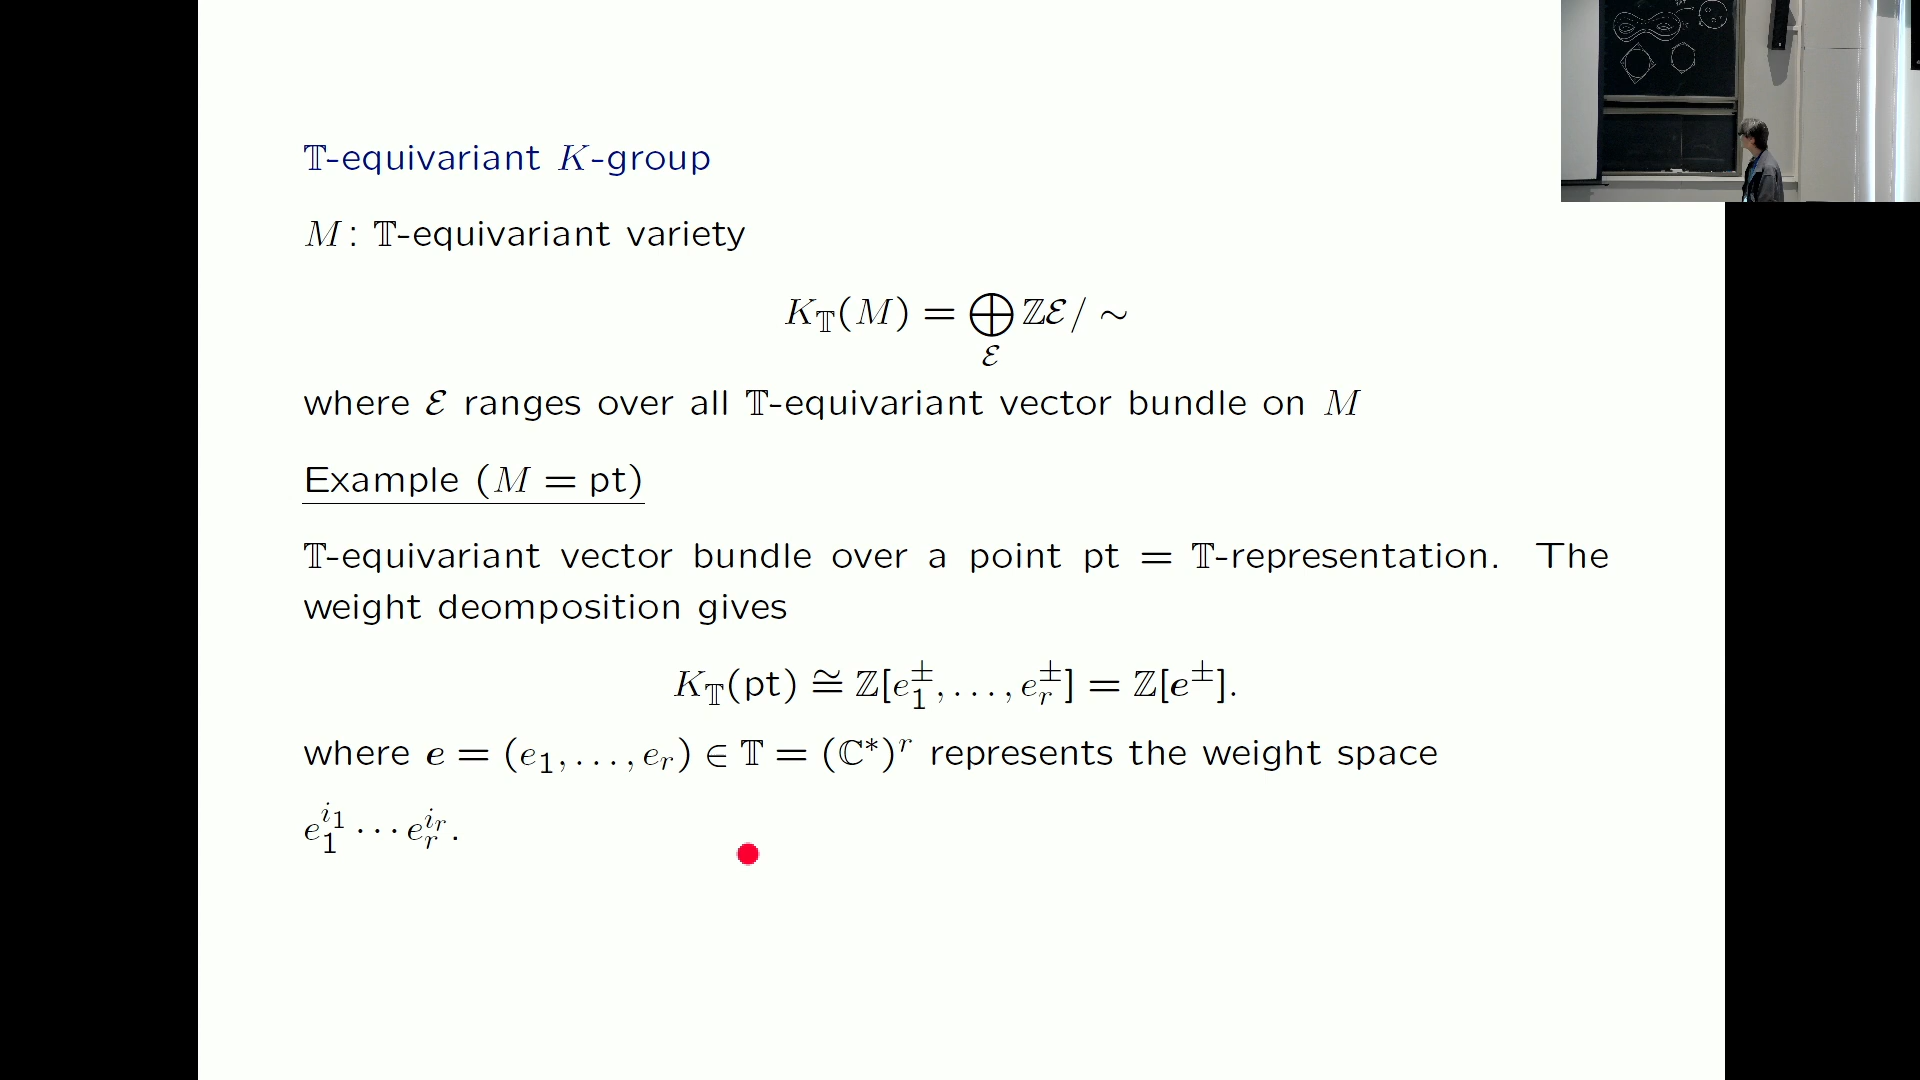 𝕋-equivariant K-group
M: 𝕋-equivariant variety
K_𝕋(M) = ⊕_ℰ ℤℰ/ ∼
where ℰ ranges over all 𝕋-equivariant vector bundle on M
Example (M = pt)
𝕋-equivariant vector bundle over a point pt = 𝕋-representation. The
weight deomposition gives
K_𝕋(pt) ≅ ℤ[e_1^±, . . . , e_r^±] = ℤ[e^±].
where e = (e_1, . . . , e_r) ∈ 𝕋 = (ℂ*)^r represents the weight space
e_1^{i_1} ··· e_r^{i_r}.